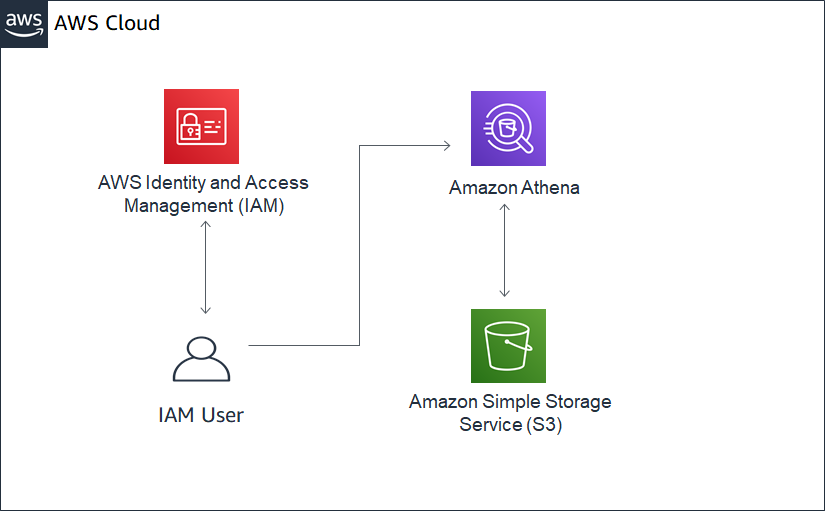 aws
AWS Cloud
AWS Identity and Access
Management (IAM)
Amazon Athena
IAM User
Amazon Simple Storage
Service (S3)